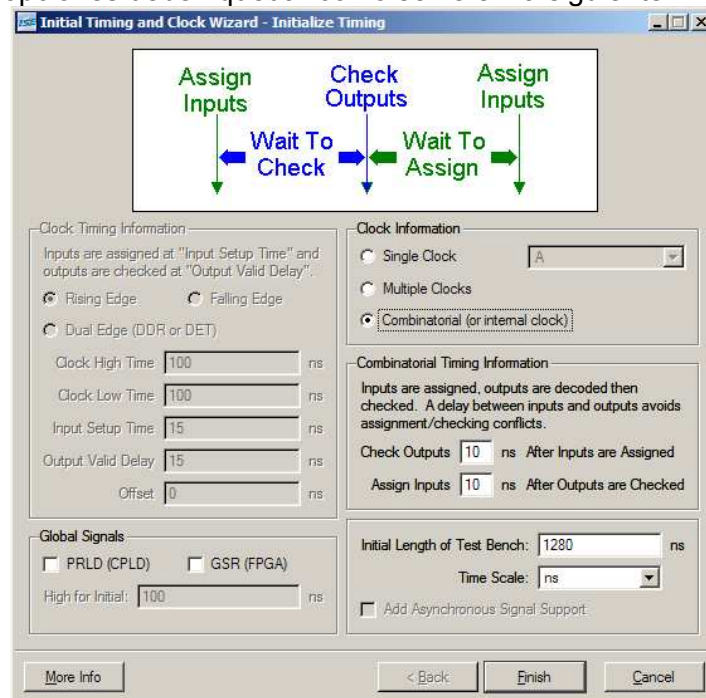 Initial Timing and Clock Wizard - Initialize Timing
Assign Inputs
Check Outputs
Assign Inputs
Wait To Check
Wait To Assign
Clock Timing Information
Inputs are assigned at "Input Setup Time" and
outputs are checked at "Output Valid Delay".
Rising Edge
Falling Edge
Dual Edge (DDR or DET)
Clock High Time 100 ns
Clock Low Time 100 ns
Input Setup Time 15 ns
Output Valid Delay 15 ns
Offset 0 ns
Global Signals
PRLD (CPLD)
GSR (FPGA)
High for Initial: 100 ns
Clock Information
Single Clock A
Multiple Clocks
Combinatorial (or internal clock)
Combinatorial Timing Information
Inputs are assigned, outputs are decoded then
checked. A delay between inputs and outputs avoids
assignment/checking conflicts.
Check Outputs 10 ns After Inputs are Assigned
Assign Inputs 10 ns After Outputs are Checked
Initial Length of Test Bench: 1280 ns
Time Scale: ns
Add Asynchronous Signal Support
More Info
< Back
Finish
Cancel